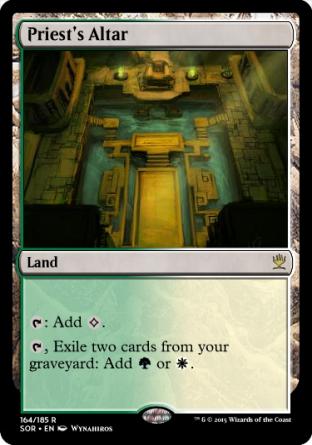 Priest's Altar
Land
: Add .
, Exile two cards from your
graveyard: Add or .
164/185 R
SOR • EN Wynahiros
™ & © 2015 Wizards of the Coast